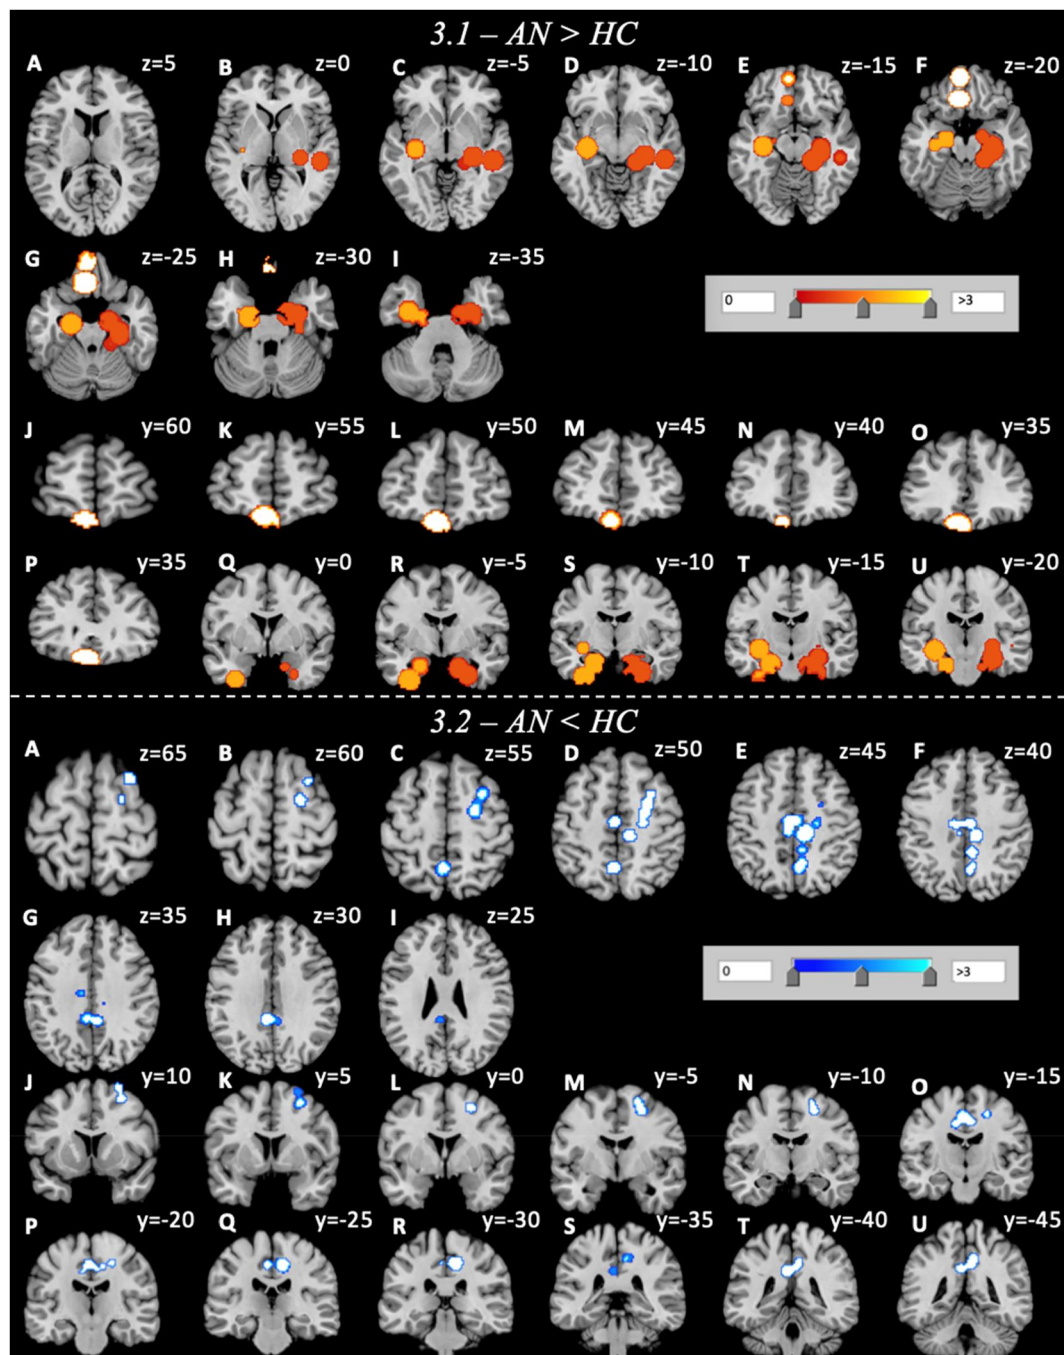 3.1 – AN > HC
A z=5 B z=0 C z=-5 D z=-10 E z=-15 F z=-20
G z=-25 H z=-30 I z=-35
0 >3
J y=60 K y=55 L y=50 M y=45 N y=40 O y=35
P y=35 Q y=0 R y=-5 S y=-10 T y=-15 U y=-20
3.2 – AN < HC
A z=65 B z=60 C z=55 D z=50 E z=45 F z=40
G z=35 H z=30 I z=25
0 >3
J y=10 K y=5 L y=0 M y=-5 N y=-10 O y=-15
P y=-20 Q y=-25 R y=-30 S y=-35 T y=-40 U y=-45